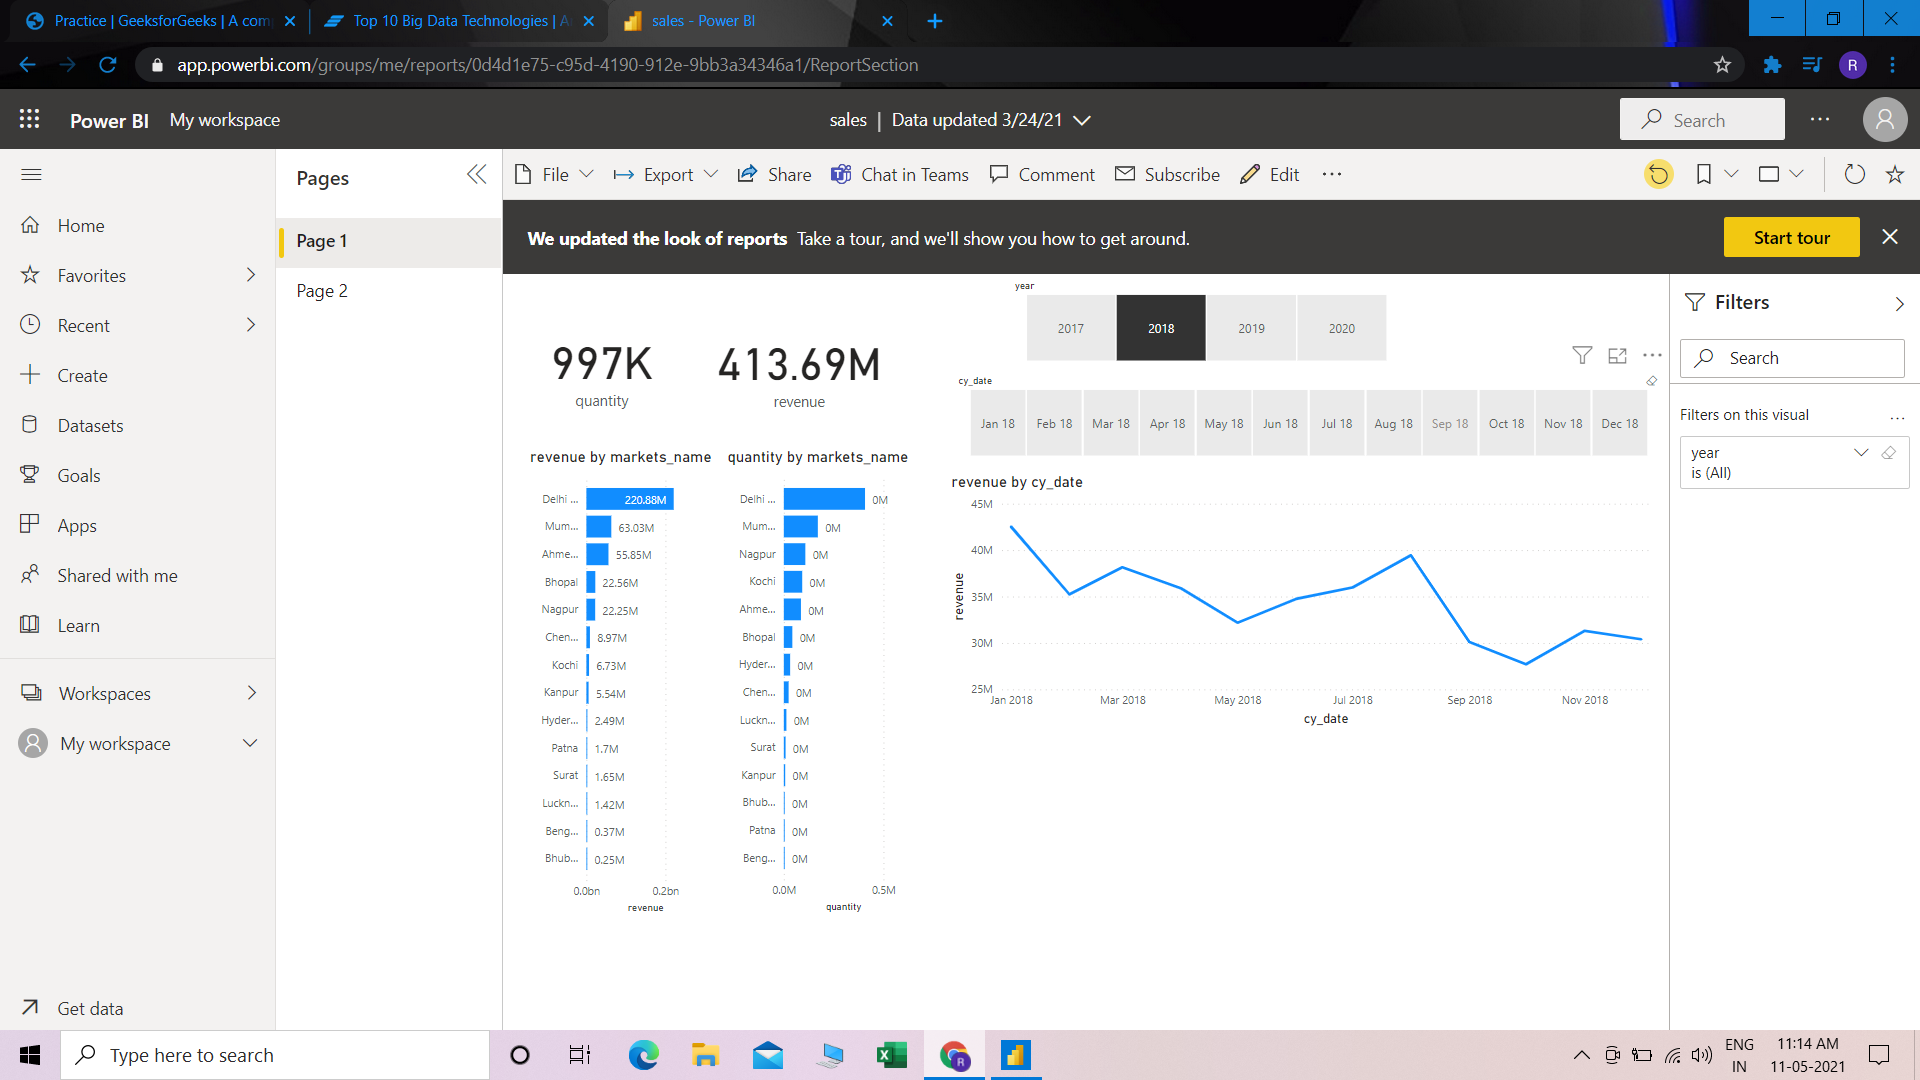 Practice | GeeksforGeeks | A com
Top 10 Big Data Technologies | A
sales - Power BI
app.powerbi.com/groups/me/reports/0d4d1e75-c95d-4190-912e-9bb3a34346a1/ReportSection
R
Power BI My workspace
sales | Data updated 3/24/21
Search
Pages
File Export Share Chat in Teams Comment Subscribe Edit
Home
Favorites
Recent
Create
Datasets
Goals
Apps
Shared with me
Learn
Workspaces
My workspace
Get data
Page 1
Page 2
We updated the look of reports Take a tour, and we'll show you how to get around.
Start tour
997K
quantity
413.69M
revenue
year
2017 2018 2019 2020
cy_date
Jan 18 Feb 18 Mar 18 Apr 18 May 18 Jun 18 Jul 18 Aug 18 Sep 18 Oct 18 Nov 18 Dec 18
revenue by markets_name
Delhi ... 220.88M
Mum... 63.03M
Ahme... 55.85M
Bhopal 22.56M
Nagpur 22.25M
Chen... 8.97M
Kochi 6.73M
Kanpur 5.54M
Hyder... 2.49M
Patna 1.7M
Surat 1.65M
Luckn... 1.42M
Beng... 0.37M
Bhub... 0.25M
0.0bn 0.2bn
revenue
quantity by markets_name
Delhi ... 0M
Mum... 0M
Nagpur 0M
Kochi 0M
Ahme... 0M
Bhopal 0M
Hyder... 0M
Chen... 0M
Luckn... 0M
Surat 0M
Kanpur 0M
Bhub... 0M
Patna 0M
Beng... 0M
0.0M 0.5M
quantity
revenue by cy_date
45M
40M
35M
30M
25M
revenue
Jan 2018 Mar 2018 May 2018 Jul 2018 Sep 2018 Nov 2018
cy_date
Filters
Search
Filters on this visual ...
year
is (All)
Type here to search
R
ENG
IN
11:14 AM
11-05-2021